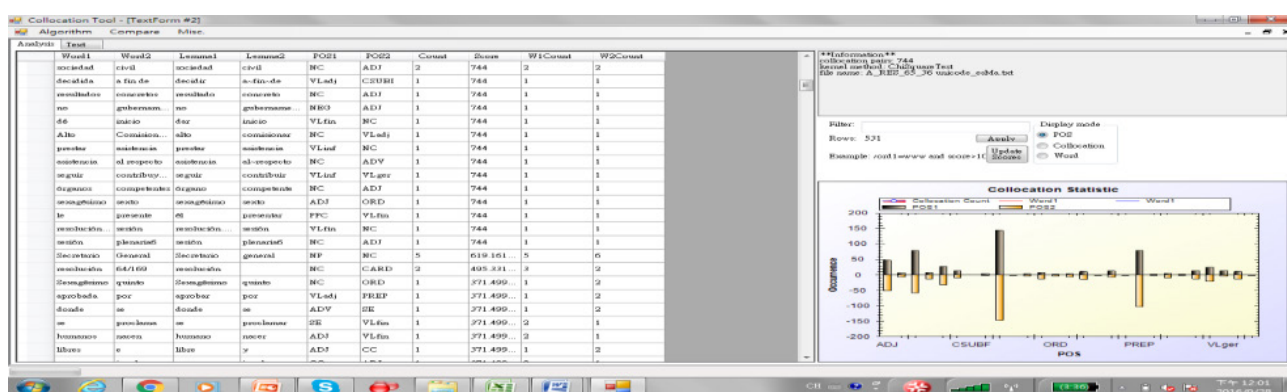 Collocation Tool - [TextForm #2]
Algorithm Compare Misc.
Analysis Test
Word1 Word2 Lemma1 Lemma2 POS1 POS2 Count Score W1Count W2Count
sociedad civil sociedad civil NC ADJ 2 744 2 2
decidida a fin de decidir a~fin~de VLadj CSUBI 1 744 1 1
resultados concretos resultado concreto NC ADJ 1 744 1 1
no gubernam... no gubername... NEG ADJ 1 744 1 1
dé inicio dar inicio VLfin NC 1 744 1 1
Alto Comision... alto comisionar NC VLadj 1 744 1 1
prestar asistencia prestar asistencia VLinf NC 1 744 1 1
asistencia al respecto asistencia al~respecto NC ADV 1 744 1 1
seguir contribuy... seguir contribuir VLinf VLger 1 744 1 1
órganos competentes órgano competente NC ADJ 1 744 1 1
sexagésimo sexto sexagésimo sexto ADJ ORD 1 744 1 1
le presente él presentar PPC VLfin 1 744 1 1
resolución... sesión resolución.... sesión VLfin NC 1 744 1 1
sesión plenaria6 sesión plenaria6 NC ADJ 1 744 1 1
Secretario General Secretario general NP NC 5 619.161... 5 6
resolución 64/169 resolución NC CARD 2 495.331... 3 2
Sexagésimo quinto sexagésimo quinto NC ORD 1 371.499... 1 2
aprobada por aprobar por VLadj PREP 1 371.499... 1 2
donde se donde se ADV SE 1 371.499... 1 2
se proclama se proclamar SE VLfin 1 371.499... 2 1
humanos nacen humano nacer ADJ VLfin 1 371.499... 2 1
libres e libre y ADJ CC 1 371.499... 1 2
**Information**
collocation pairs: 744
kernel method: ChiSquareTest
file name: A_RES_65_36 unicode_esMo.txt
Filter:
Rows: 531
Apply
Example: word1=www and score>10
Update Scores
Display mode
POS
Collocation
Word
Collocation Statistic
Collocation Count Word1 Word1
POS1 POS2
200
150
100
50
0
-50
-100
-150
-200
Occurrence
ADJ CSUBF ORD PREP VLger
POS
CH
(3:36)
下午 12:01